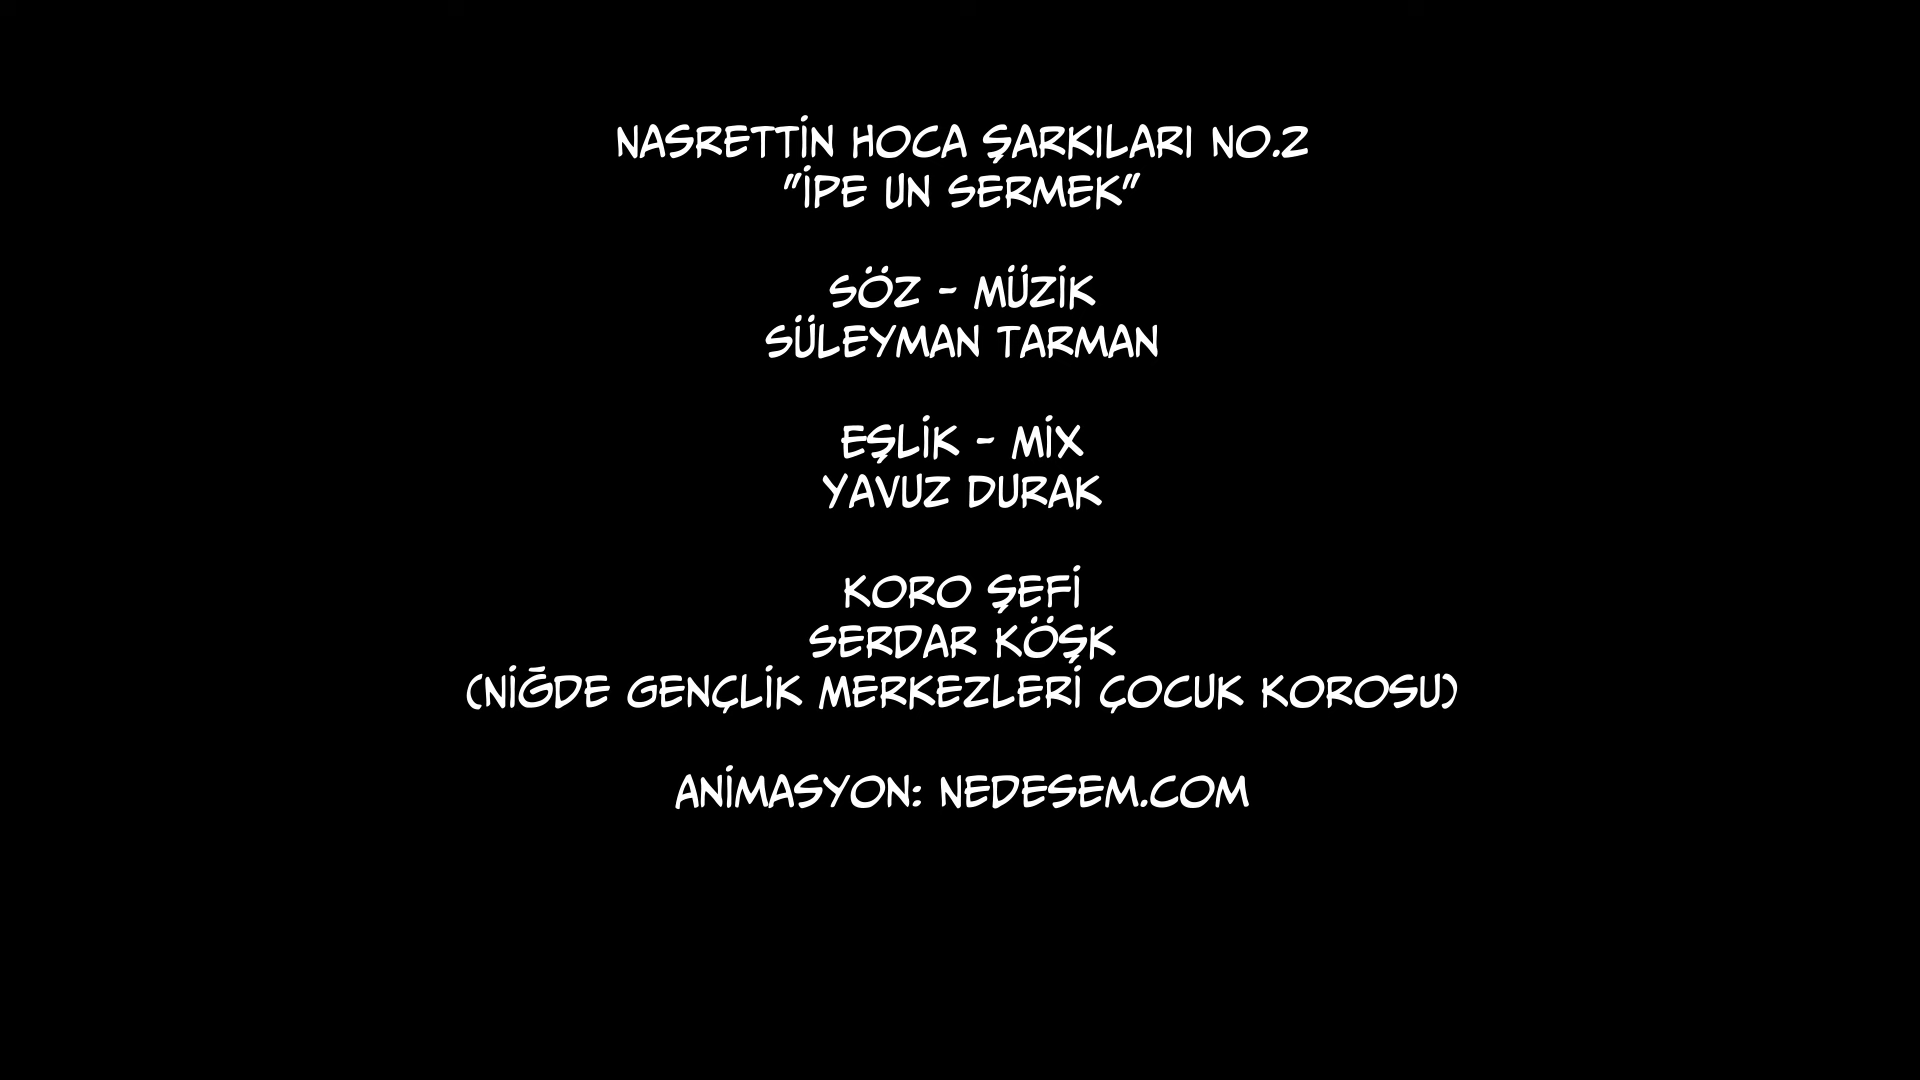 NASRETTİN HOCA ŞARKILARI NO.2
"İPE UN SERMEK"
SÖZ - MÜZİK
SÜLEYMAN TARMAN
EŞLİK - MİX
YAVUZ DURAK
KORO ŞEFİ
SERDAR KÖŞK
(NİĞDE GENÇLİK MERKEZLERİ ÇOCUK KOROSU)
ANİMASYON: NEDESEM.COM